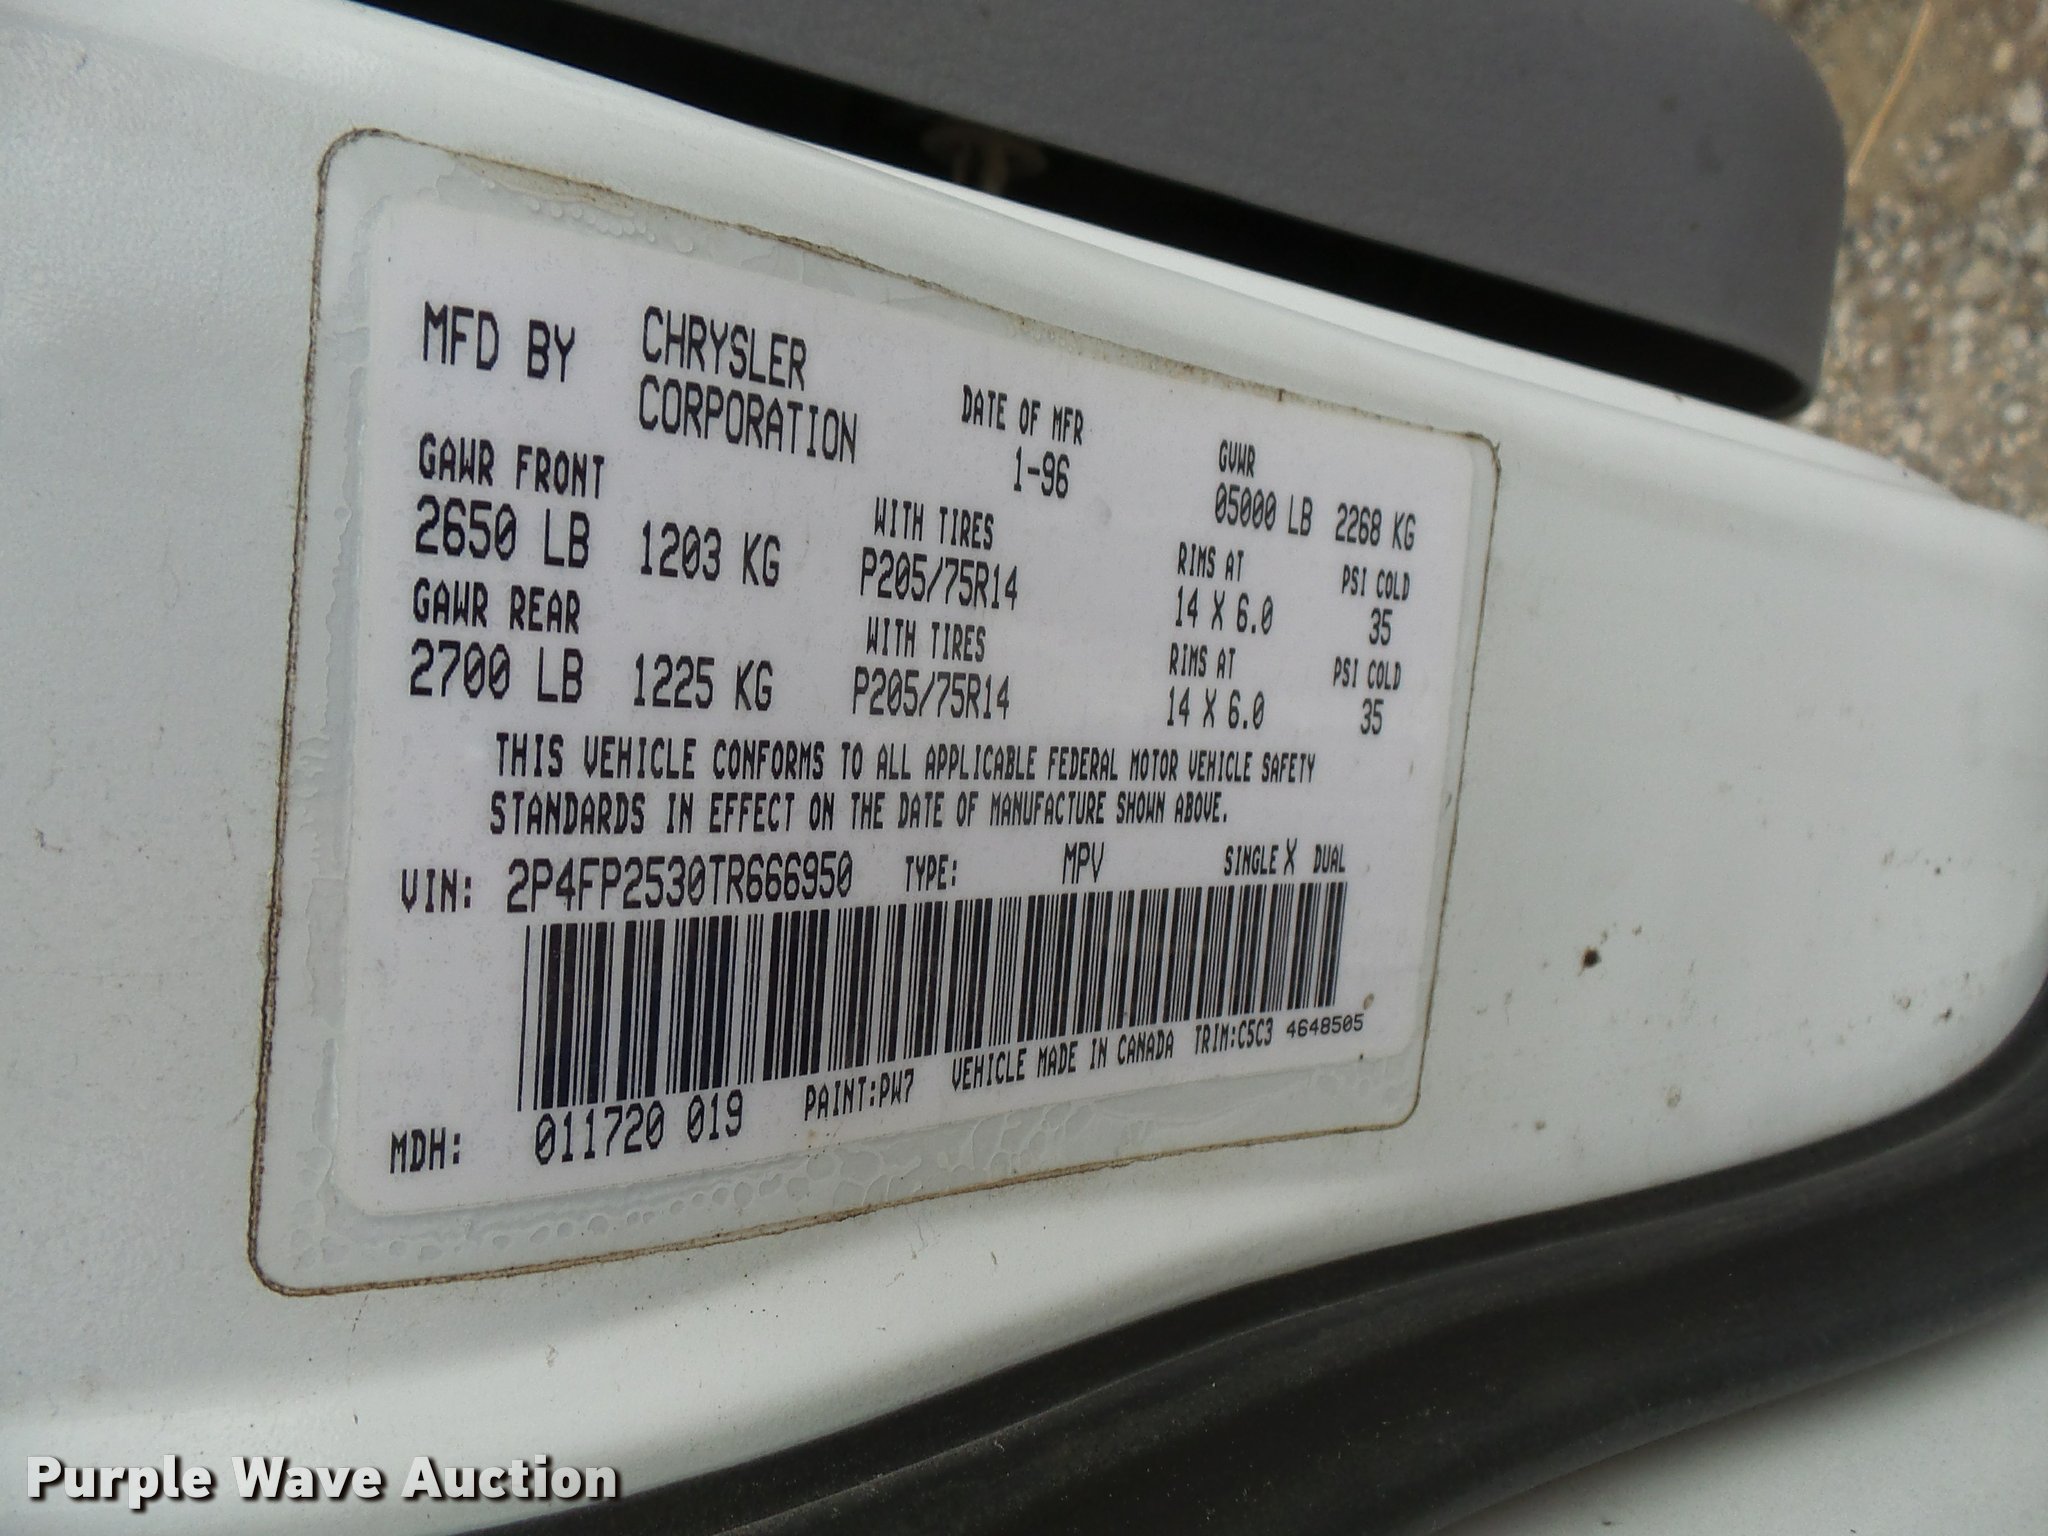 MFD BY CHRYSLER CORPORATION
DATE OF MFR 1-96
GVWR 05000 LB 2268 KG
GAWR FRONT WITH TIRES RIMS AT PSI COLD
2650 LB 1203 KG P205/75R14 14 X 6.0 35
GAWR REAR WITH TIRES RIMS AT PSI COLD
2700 LB 1225 KG P205/75R14 14 X 6.0 35
THIS VEHICLE CONFORMS TO ALL APPLICABLE FEDERAL MOTOR VEHICLE SAFETY
STANDARDS IN EFFECT ON THE DATE OF MANUFACTURE SHOWN ABOVE.
VIN: 2P4FP2530TR666950 TYPE: MPV SINGLE X DUAL
MDH: 011720 019 PAINT:PW7 VEHICLE MADE IN CANADA TRIM:C5C3 4648505
Purple Wave Auction